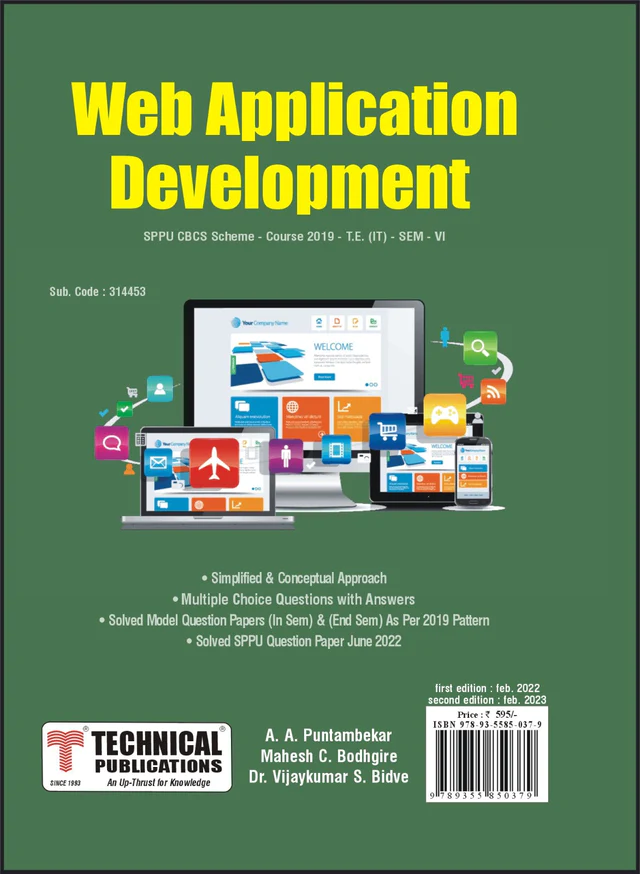 Web Application
Development
SPPU CBCS Scheme - Course 2019 - T.E. (IT) - SEM - VI
Sub. Code : 314453
Your Company Name
WELCOME
• Simplified & Conceptual Approach
• Multiple Choice Questions with Answers
• Solved Model Question Papers (In Sem) & (End Sem) As Per 2019 Pattern
• Solved SPPU Question Paper June 2022
first edition : feb. 2022
second edition : feb. 2023
Price : ₹ 595/-
ISBN 978-93-5585-037-9
9 789355 850379
T
SINCE 1993
TECHNICAL®
PUBLICATIONS
An Up-Thrust for Knowledge
A. A. Puntambekar
Mahesh C. Bodhgire
Dr. Vijaykumar S. Bidve